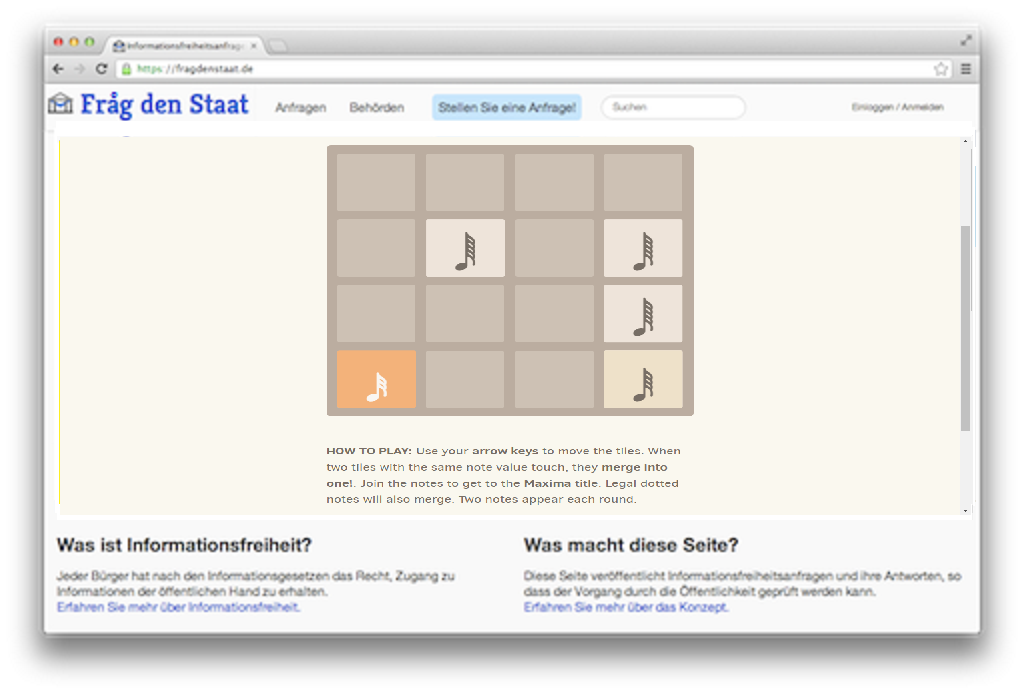 Informationsfreiheitsanfrage
https://fragdenstaat.de
Fråg den Staat
Anfragen
Behörden
Stellen Sie eine Anfrage!
Suchen
Einloggen / Anmelden
HOW TO PLAY: Use your arrow keys to move the tiles. When
two tiles with the same note value touch, they merge into
one!. Join the notes to get to the Maxima title. Legal dotted
notes will also merge. Two notes appear each round.
Was ist Informationsfreiheit?
Jeder Bürger hat nach den Informationsgesetzen das Recht, Zugang zu
Informationen der öffentlichen Hand zu erhalten.
Erfahren Sie mehr über Informationsfreiheit.
Was macht diese Seite?
Diese Seite veröffentlicht Informationsfreiheitsanfragen und ihre Antworten, so
dass der Vorgang durch die Öffentlichkeit geprüft werden kann.
Erfahren Sie mehr über das Konzept.